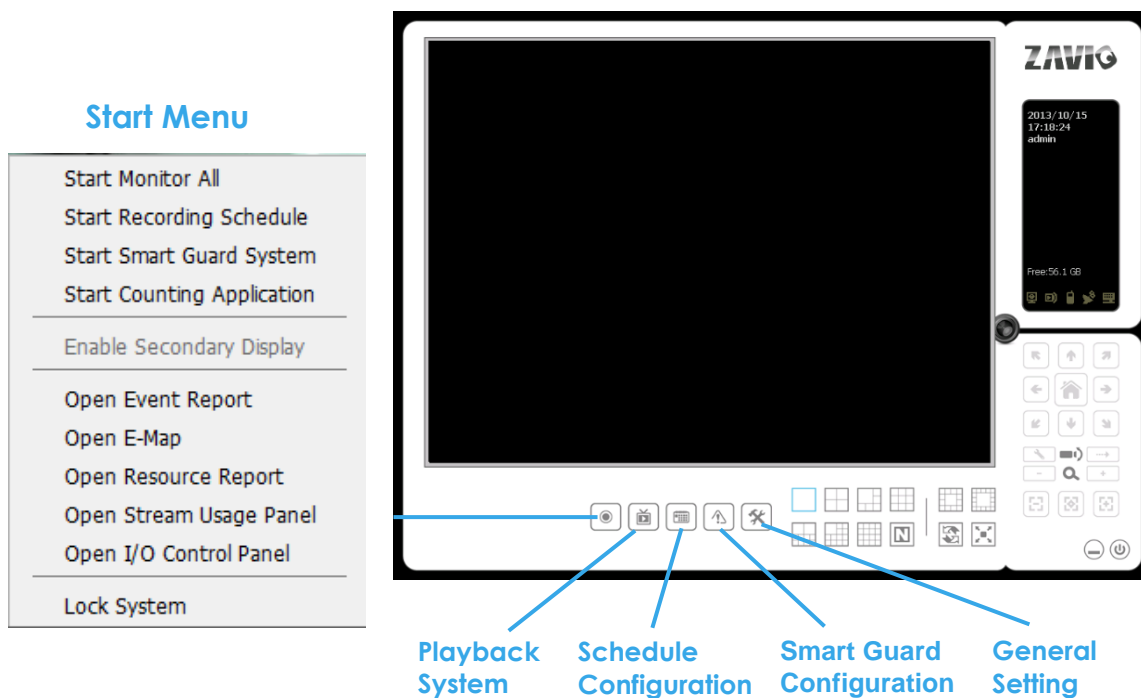 Start Menu
Start Monitor All
Start Recording Schedule
Start Smart Guard System
Start Counting Application
Enable Secondary Display
Open Event Report
Open E-Map
Open Resource Report
Open Stream Usage Panel
Open I/O Control Panel
Lock System
ZAVIO
2013/10/15
17:18:24
admin
Free:56.1 GB
N
Playback
System
Schedule
Configuration
Smart Guard
Configuration
General
Setting